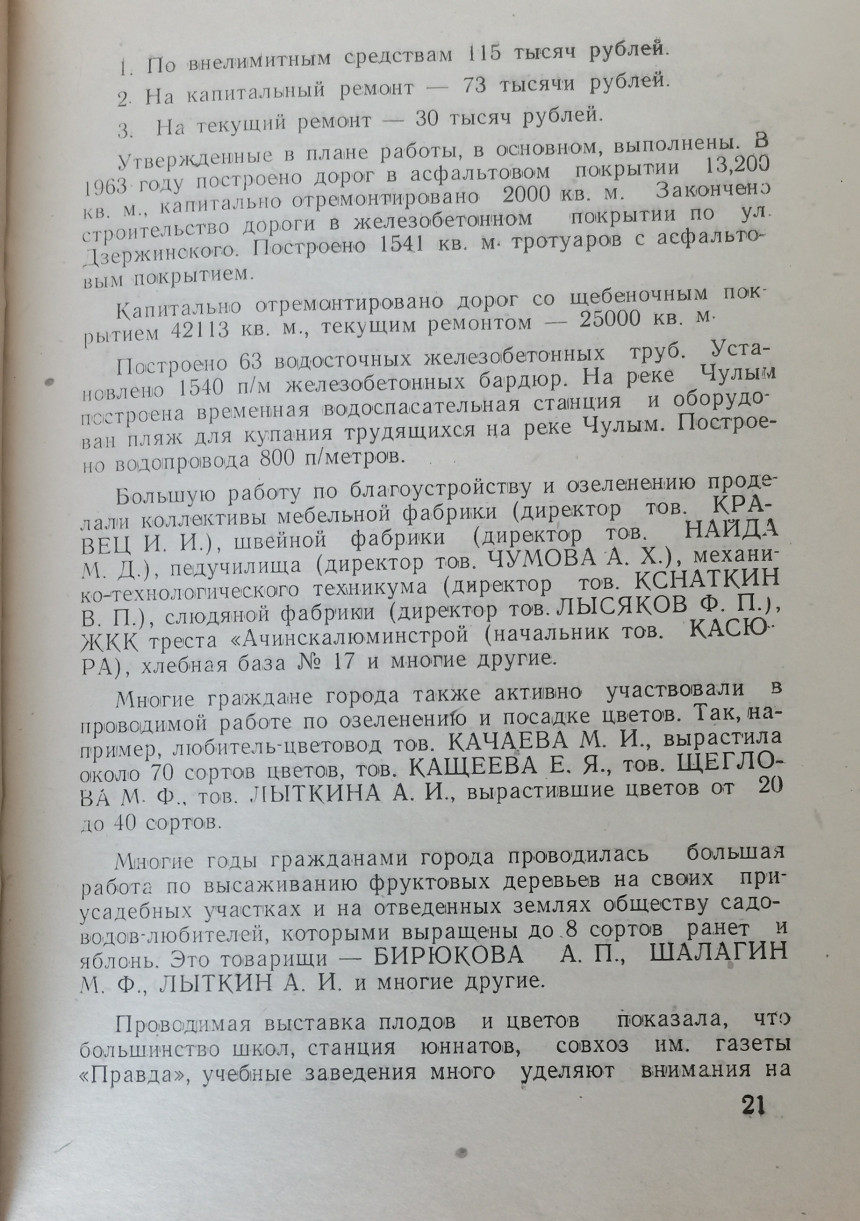 1. По внелимитным средствам 115 тысяч рублей.
2. На капитальный ремонт — 73 тысячи рублей.
3. На текущий ремонт — 30 тысяч рублей.
Утвержденные в плане работы, в основном, выполнены. В
1963 году построено дорог в асфальтовом покрытии 13,200
кв. м., капитально отремонтировано 2000 кв. м. Закончено
строительство дороги в железобетонном покрытии по ул.
Дзержинского. Построено 1541 кв. м. тротуаров с асфальто-
вым покрытием.
Капитально отремонтировано дорог со щебеночным пок-
рытием 42113 кв. м., текущим ремонтом — 25000 кв. м.
Построено 63 водосточных железобетонных труб. Уста-
новлено 1540 п/м железобетонных бардюр. На реке Чулым
построена временная водоспасательная станция и оборудо-
ван пляж для купания трудящихся на реке Чулым. Построе-
но водопровода 800 п/метров.
Большую работу по благоустройству и озеленению проде-
лали коллективы мебельной фабрики (директор тов. КРА-
ВЕЦ И. И.), швейной фабрики (директор тов. НАЙДА
М. Д.), педучилища (директор тов. ЧУМОВА А. Х.), механи-
ко-технологического техникума (директор тов. КСНАТКИН
В. П.), слюдяной фабрики (директор тов. ЛЫСЯКОВ Ф. П.),
ЖКК треста «Ачинскалюминстрой (начальник тов. КАСЮ-
РА), хлебная база № 17 и многие другие.
Многие граждане города также активно участвовали в
проводимой работе по озеленению и посадке цветов. Так, на-
пример, любитель-цветовод тов. КАЧАЕВА М. И., вырастила
около 70 сортов цветов, тов. КАЩЕЕВА Е. Я., тов. ЩЕГЛО-
ВА М. Ф., тов. ЛЫТКИНА А. И., вырастившие цветов от 20
до 40 сортов.
Многие годы гражданами города проводилась большая
работа по высаживанию фруктовых деревьев на своих при-
усадебных участках и на отведенных землях обществу садо-
водов-любителей, которыми выращены до 8 сортов ранет и
яблонь. Это товарищи — БИРЮКОВА А. П., ШАЛАГИН
М. Ф., ЛЫТКИН А. И. и многие другие.
Проводимая выставка плодов и цветов показала, что
большинство школ, станция юннатов, совхоз им. газеты
«Правда», учебные заведения много уделяют внимания на
21